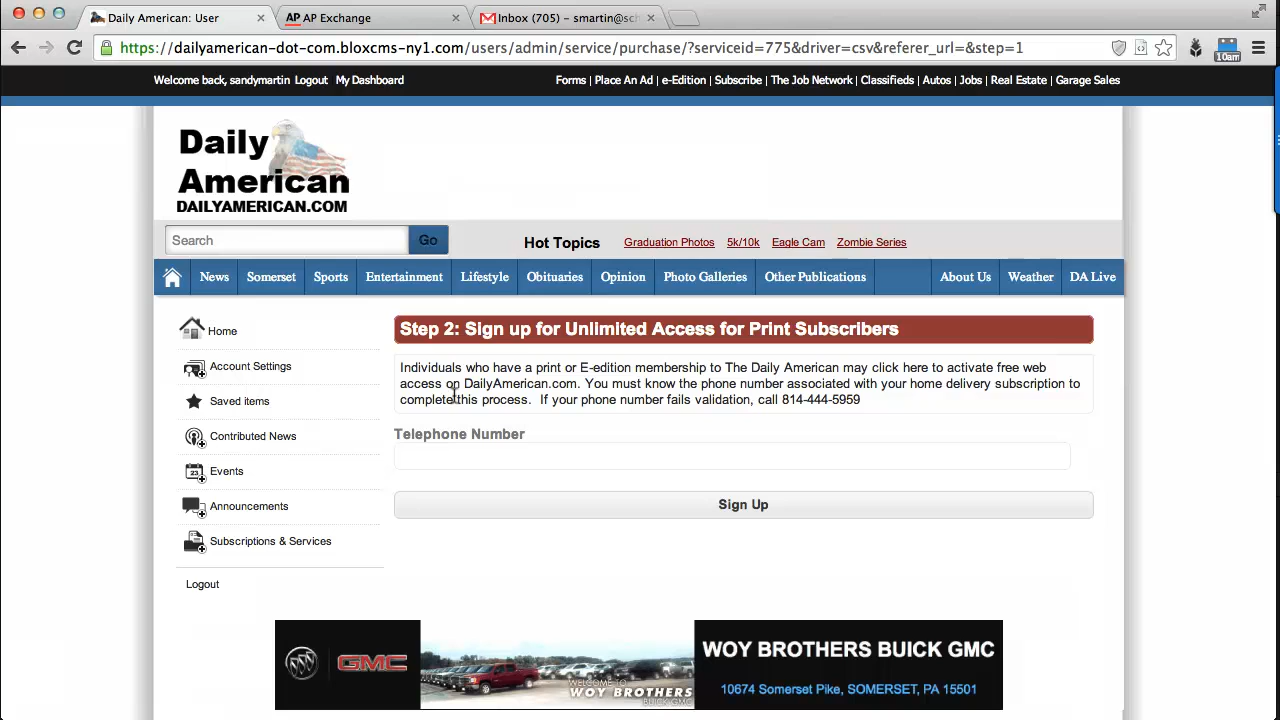 Daily American: User
AP AP Exchange
Inbox (705) – smartin@sc
https://dailyamerican-dot-com.bloxcms-ny1.com/users/admin/service/purchase/?serviceid=775&driver=csv&referer_url=&step=1
10am
Welcome back, sandymartin Logout My Dashboard
Forms | Place An Ad | e-Edition | Subscribe | The Job Network | Classifieds | Autos | Jobs | Real Estate | Garage Sales
Daily
American
DAILYAMERICAN.COM
Search
Go
Hot Topics Graduation Photos 5k/10k Eagle Cam Zombie Series
News Somerset Sports Entertainment Lifestyle Obituaries Opinion Photo Galleries Other Publications About Us Weather DA Live
Home
Account Settings
Saved items
Contributed News
23 Events
Announcements
Subscriptions & Services
Logout
Step 2: Sign up for Unlimited Access for Print Subscribers
Individuals who have a print or E-edition membership to The Daily American may click here to activate free web
access on DailyAmerican.com. You must know the phone number associated with your home delivery subscription to
complete this process. If your phone number fails validation, call 814-444-5959
Telephone Number
Sign Up
GMC
WELCOME TO
WOY BROTHERS
BUICK GMC
WOY BROTHERS BUICK GMC
10674 Somerset Pike, SOMERSET, PA 15501